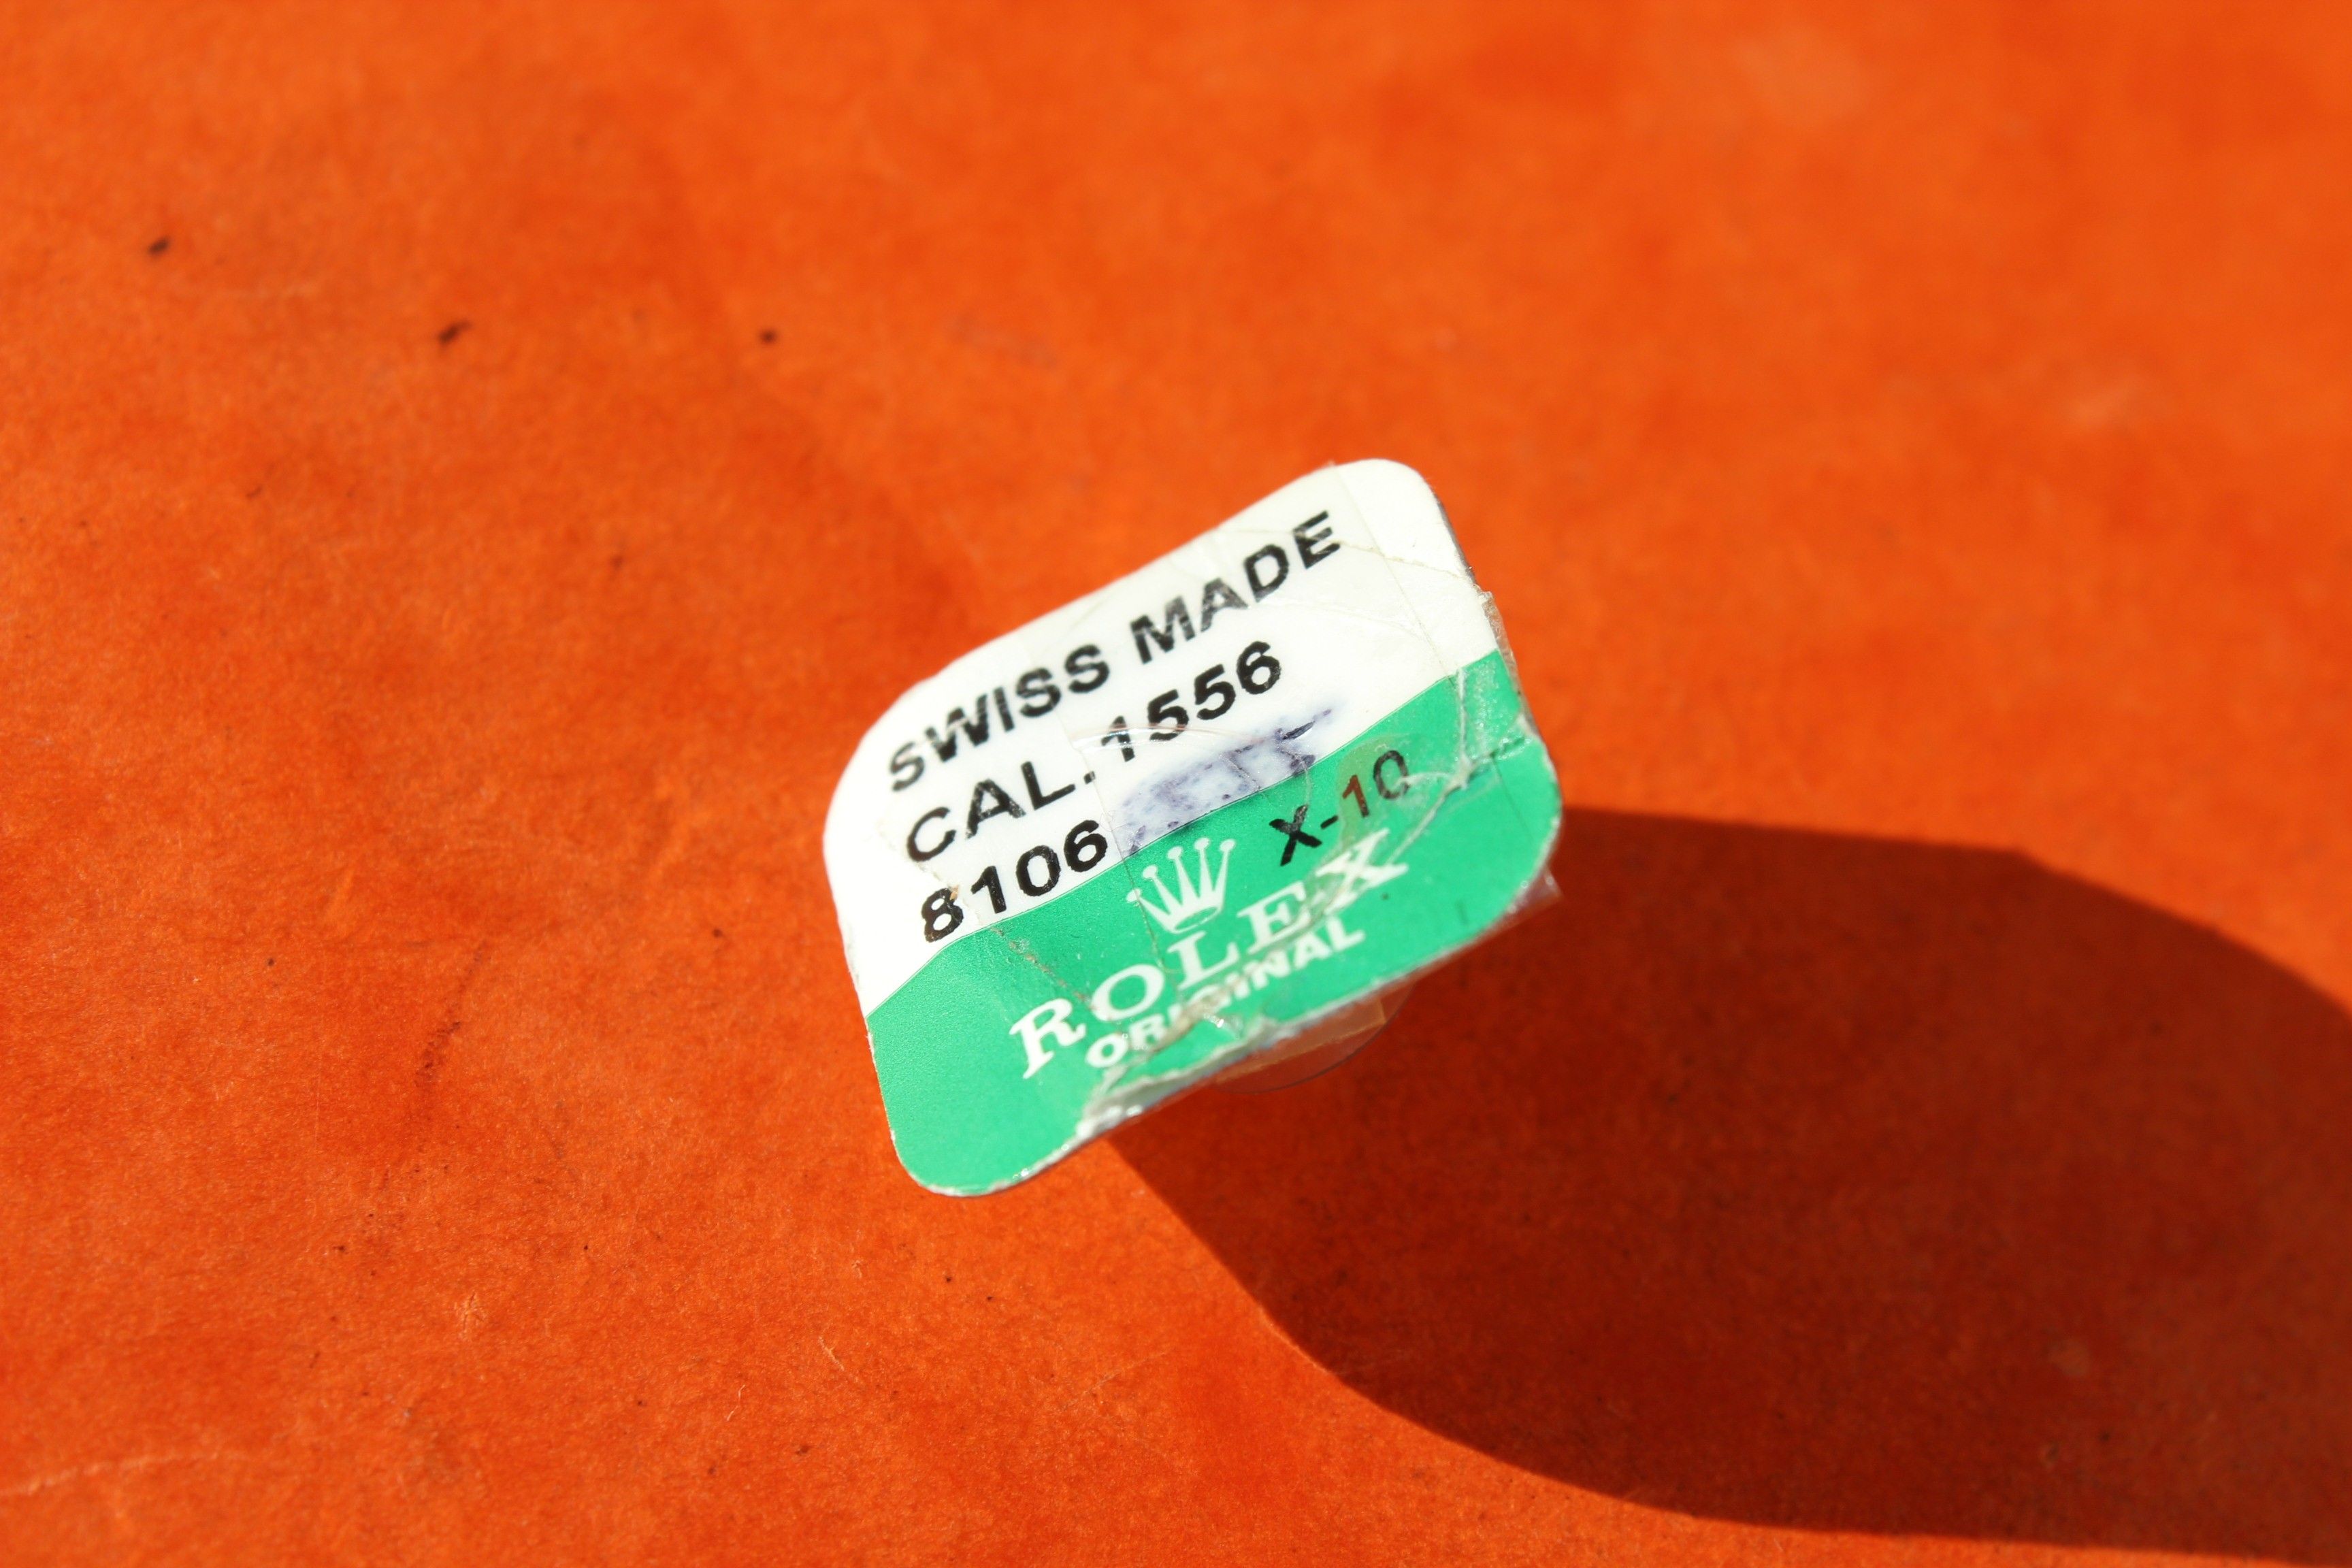 SWISS MADE
CAL. 1556
8106 X-10
ROLEX
ORIGINAL